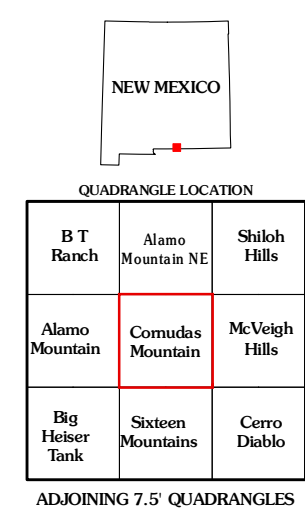 NEW MEXICO
QUADRANGLE LOCATION
B T
Ranch
Alamo
Mountain NE
Shiloh
Hills
Alamo
Mountain
Cornudas
Mountain
McVeigh
Hills
Big
Heiser
Tank
Sixteen
Mountains
Cerro
Diablo
ADJOINING 7.5' QUADRANGLES